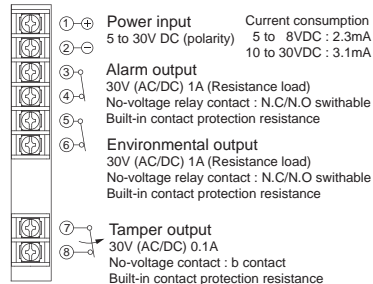 ① ⊕ Power input
5 to 30V DC (polarity)
Current consumption
5 to 8VDC : 2.3mA
10 to 30VDC : 3.1mA
② ⊖
③ Alarm output
30V (AC/DC) 1A (Resistance load)
④ No-voltage relay contact : N.C/N.O swithable
Built-in contact protection resistance
⑤
⑥ Environmental output
30V (AC/DC) 1A (Resistance load)
No-voltage relay contact : N.C/N.O swithable
Built-in contact protection resistance
⑦ Tamper output
⑧ 30V (AC/DC) 0.1A
No-voltage contact : b contact
Built-in contact protection resistance